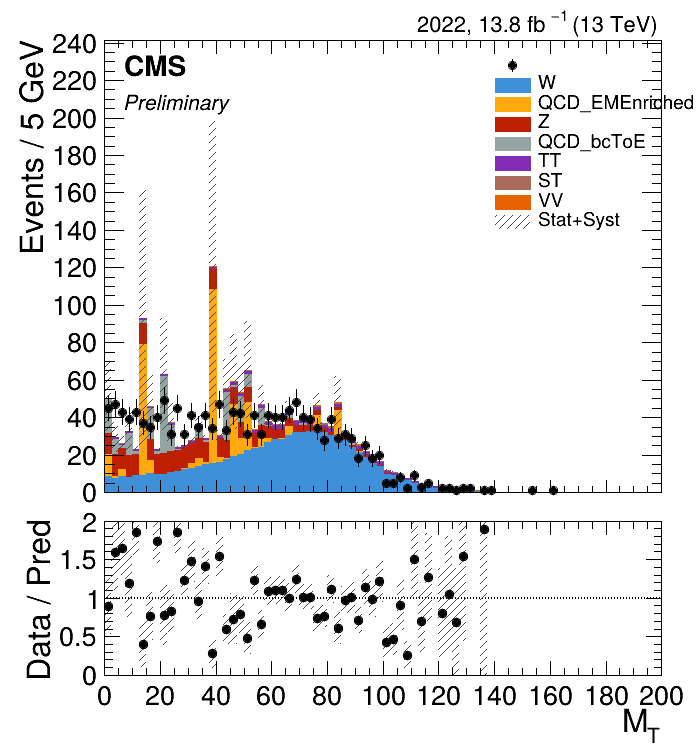 2022, 13.8 fb⁻¹ (13 TeV)
CMS
Preliminary
Events / 5 GeV
240
220
200
180
160
140
120
100
80
60
40
20
0
W
QCD_EMEnriched
Z
QCD_bcToE
TT
ST
VV
Stat+Syst
Data / Pred
2
1.5
1
0.5
0
0 20 40 60 80 100 120 140 160 180 200
M_T